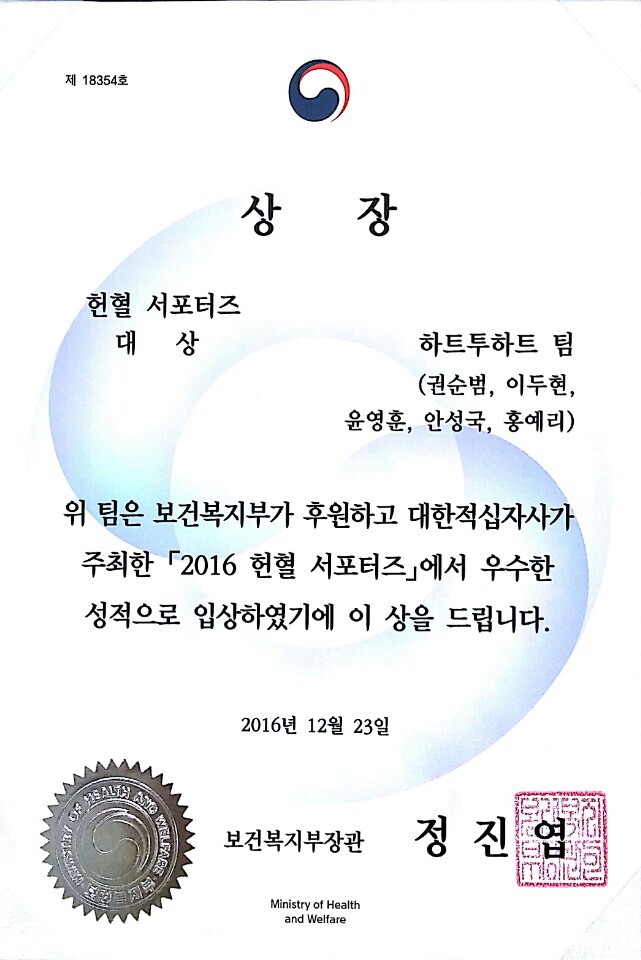 제 18354호
상 장
헌혈 서포터즈
대 상
하트투하트 팀
(권순범, 이두현,
윤영훈, 안성국, 홍예리)
위 팀은 보건복지부가 후원하고 대한적십자사가
주최한 「2016 헌혈 서포터즈」에서 우수한
성적으로 입상하였기에 이 상을 드립니다.
2016년 12월 23일
MINISTRY OF HEALTH AND WELFARE
보건복지부장관 정 진 엽
Ministry of Health
and Welfare